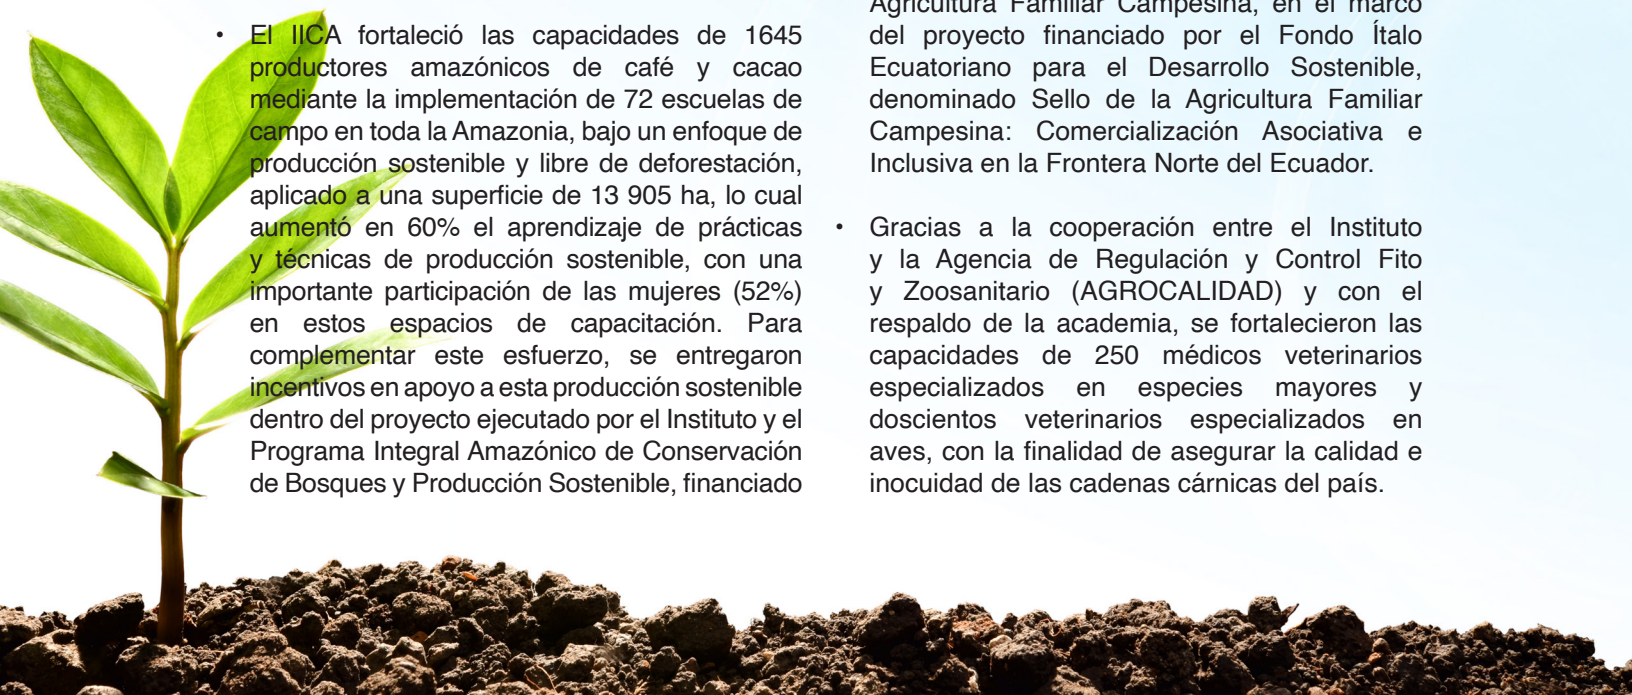 • El IICA fortaleció las capacidades de 1645
productores amazónicos de café y cacao
mediante la implementación de 72 escuelas de
campo en toda la Amazonia, bajo un enfoque de
producción sostenible y libre de deforestación,
aplicado a una superficie de 13 905 ha, lo cual
aumentó en 60% el aprendizaje de prácticas
y técnicas de producción sostenible, con una
importante participación de las mujeres (52%)
en estos espacios de capacitación. Para
complementar este esfuerzo, se entregaron
incentivos en apoyo a esta producción sostenible
dentro del proyecto ejecutado por el Instituto y el
Programa Integral Amazónico de Conservación
de Bosques y Producción Sostenible, financiado
Agricultura Familiar Campesina, en el marco
del proyecto financiado por el Fondo Ítalo
Ecuatoriano para el Desarrollo Sostenible,
denominado Sello de la Agricultura Familiar
Campesina: Comercialización Asociativa e
Inclusiva en la Frontera Norte del Ecuador.
• Gracias a la cooperación entre el Instituto
y la Agencia de Regulación y Control Fito
y Zoosanitario (AGROCALIDAD) y con el
respaldo de la academia, se fortalecieron las
capacidades de 250 médicos veterinarios
especializados en especies mayores y
doscientos veterinarios especializados en
aves, con la finalidad de asegurar la calidad e
inocuidad de las cadenas cárnicas del país.